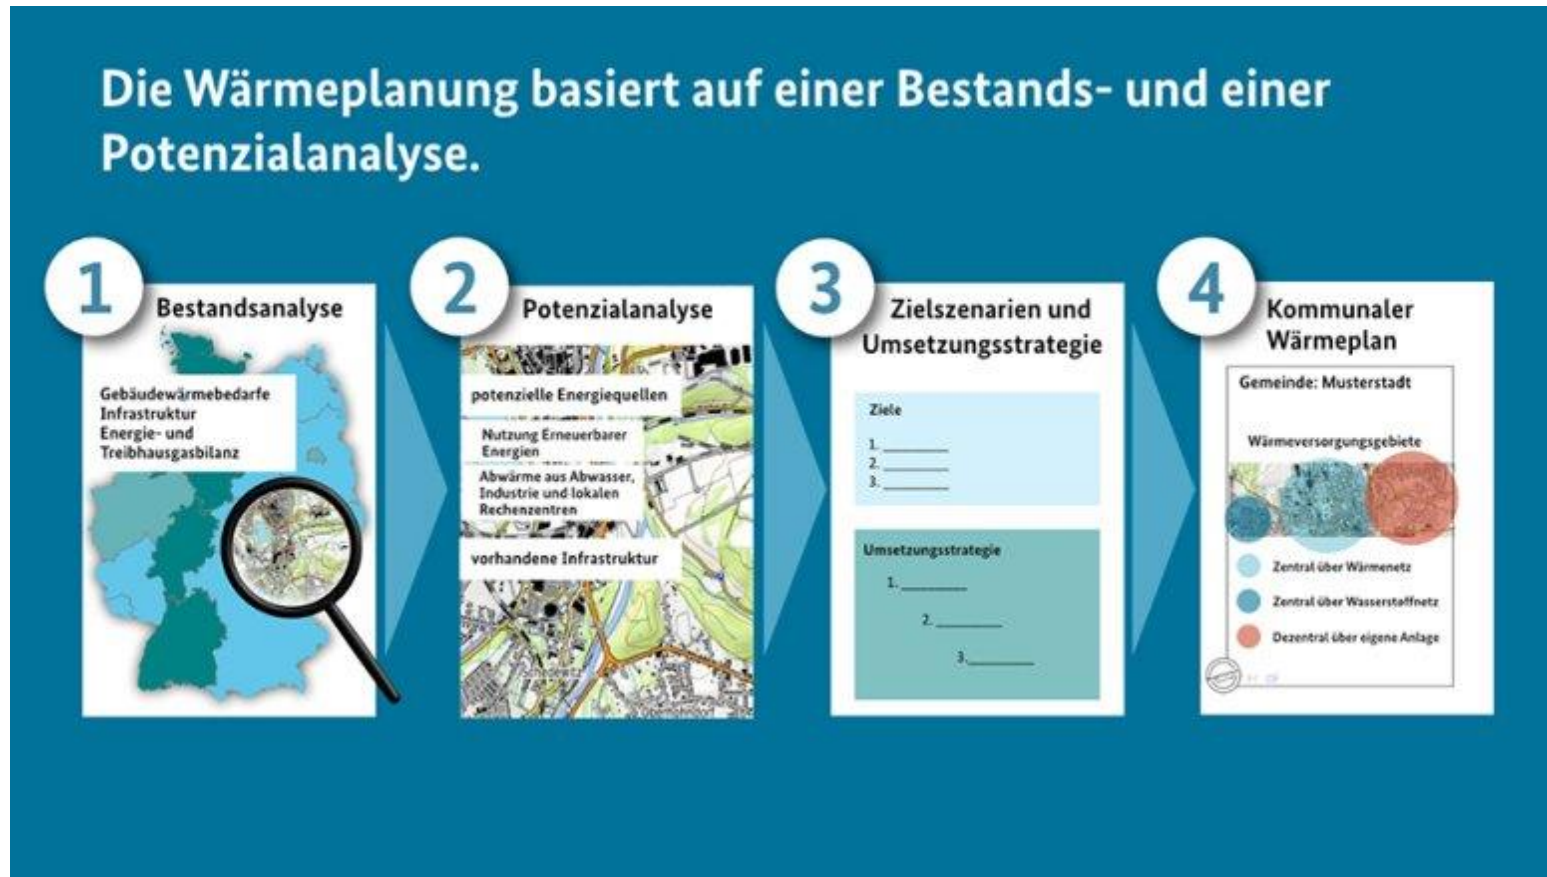 Die Wärmeplanung basiert auf einer Bestands- und einer
Potenzialanalyse.
1
Bestandsanalyse
Gebäudewärmebedarfe
Infrastruktur
Energie- und
Treibhausgasbilanz
2
Potenzialanalyse
potenzielle Energiequellen
Nutzung Erneuerbarer
Energien
Abwärme aus Abwasser,
Industrie und lokalen
Rechenzentren
vorhandene Infrastruktur
3
Zielszenarien und
Umsetzungsstrategie
Ziele
1.
2.
3.
Umsetzungsstrategie
1.
2.
3.
4
Kommunaler
Wärmeplan
Gemeinde: Musterstadt
Wärmeversorgungsgebiete
Zentral über Wärmenetz
Zentral über Wasserstoffnetz
Dezentral über eigene Anlage